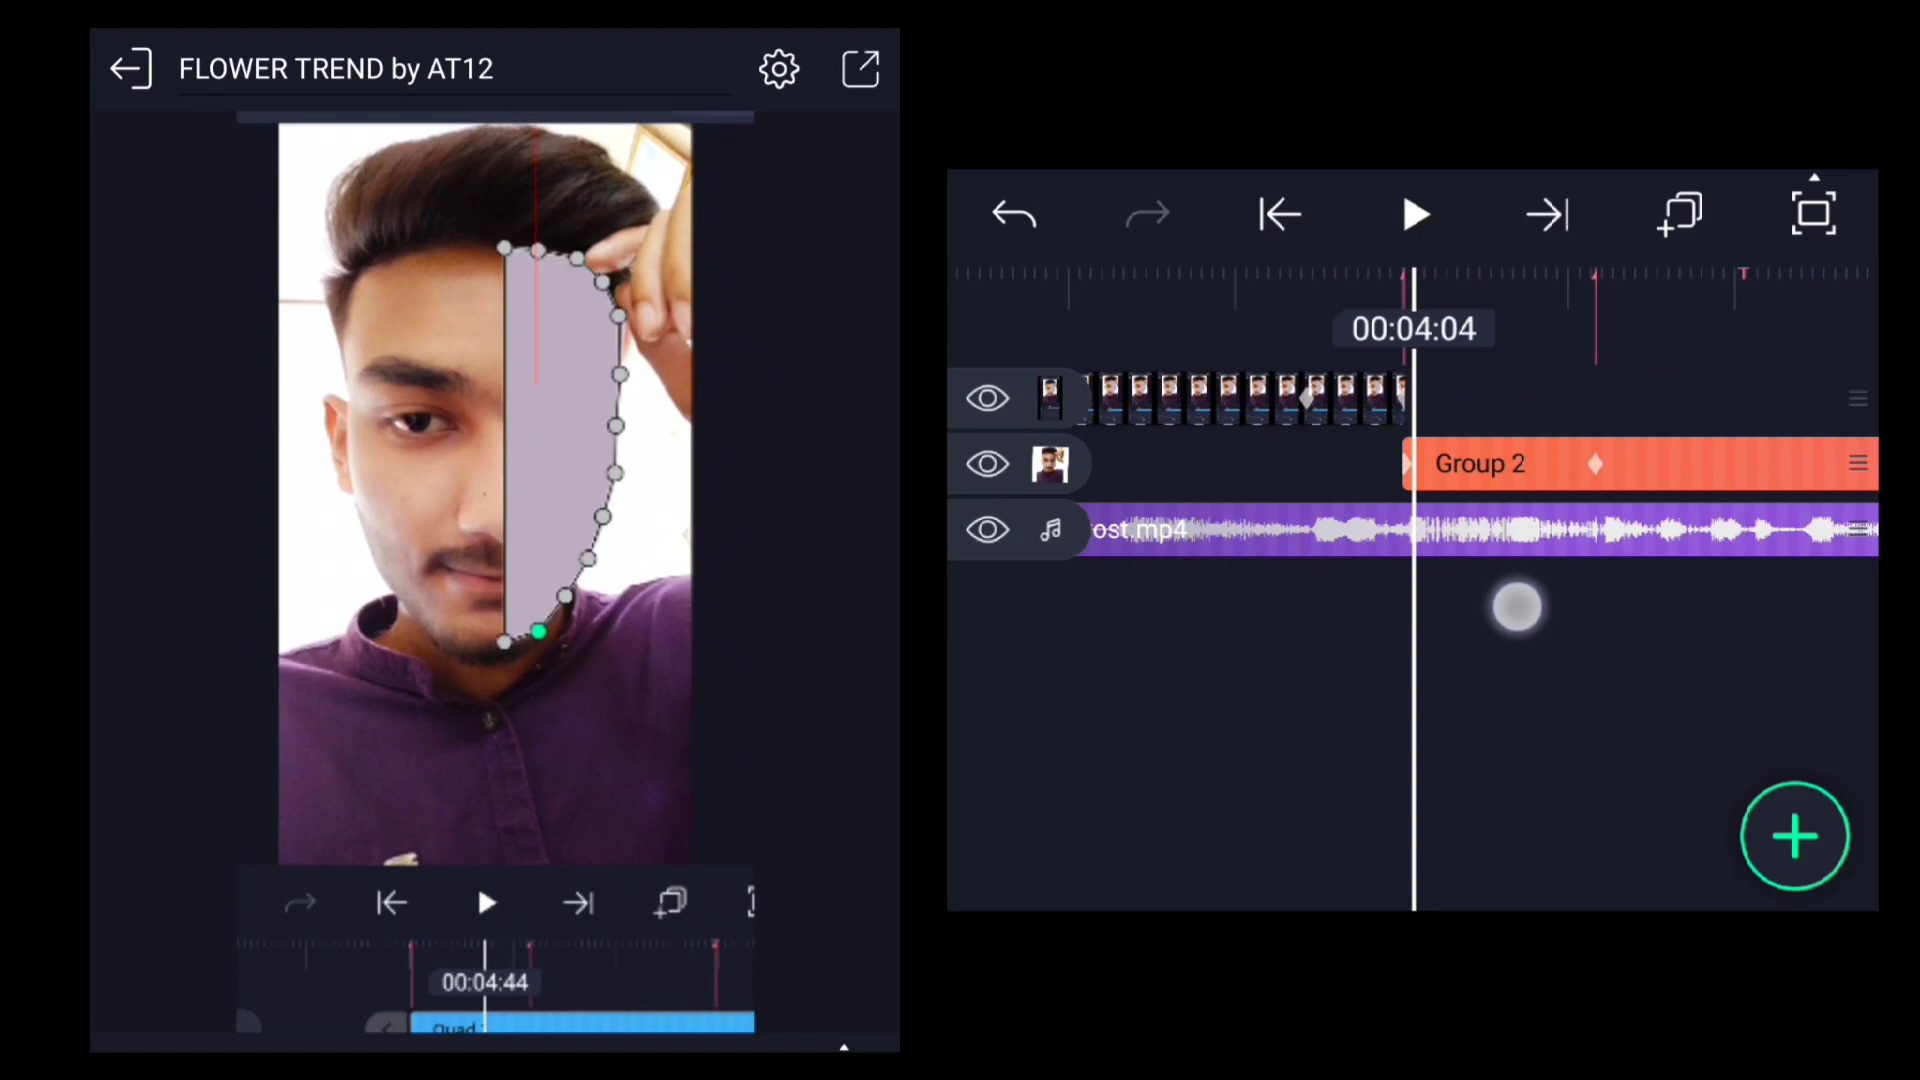 FLOWER TREND by AT12
00:04:44
Quad
00:04:04
Group 2
ost.mp4